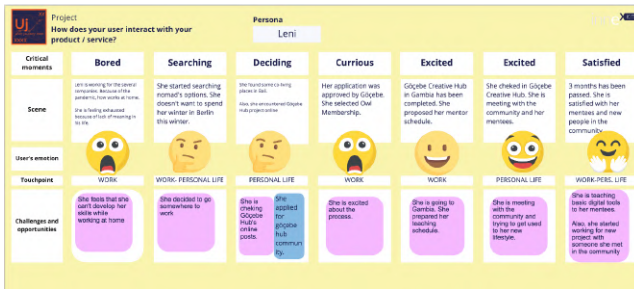 Uj
Project
How does your user interact with your
product / service?
Persona
Leni
Critical
moments
Bored
Searching
Deciding
Curious
Excited
Excited
Satisfied
Scene
Leni is working for the several
companies. Because of the
pandemic, now works at home.
She is feeling exhausted
because of lack of meaning in
its life.
She started searching
nomad's options. She
doesn't want to spend
her winter in Berlin
this winter.
She found some co living
places in Bali.
Also, she encountered Göçebe
hub project online
Her application was
approved by Göçebe.
She selected Owl
Membership.
Göçebe Creative Hub
in Gambia has been
completed. She
proposed her mentor
schedule.
She cheked in Göçebe
Creative Hub. She is
meeting with the
community and her
mentees.
3 months has been
passed. She is
satisfied with her
mentees and new
people in the
community.
User's emotion
Touchpoint
WORK
WORK- PERSONAL LIFE
PERSONAL LIFE
WORK
WORK
PERSONAL LIFE
WORK-PERS. LIFE
Challenges and
opportunities
She feels that she
can't develop her
skills while
working at home
She decided to go
somewhere to
work
She is
cheking
Göçebe
Hub's
online
posts.
She
applied
for
göçebe
hub
commun
ity.
She is excited
about the
process.
She is going to
Gambia. She
prepared her
teaching
schedule.
She is meeting
with the
community and
trying to get used
to her new
lifestyle.
She is teaching
basic digital tools
to her mentees.
Also, she started
working for new
project with
someone she met
in the community